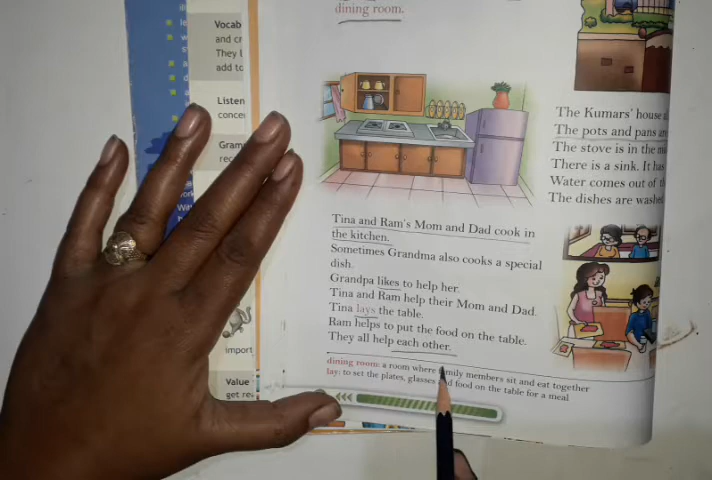 dining room.
Vocab
and cr
They l
add to
Listen
conce
Gram
rec
import
Value
get re
The Kumars' house
The pots and pans
The stove is in the
There is a sink. It has
Water comes out of
The dishes are washed
Tina and Ram's Mom and Dad cook in
the kitchen.
Sometimes Grandma also cooks a special
dish.
Grandpa likes to help her.
Tina and Ram help their Mom and Dad.
Tina lays the table.
Ram helps to put the food on the table.
They all help each other.
dining room: a room where family members sit and eat together
lay: to set the plates, glasses and food on the table for a meal